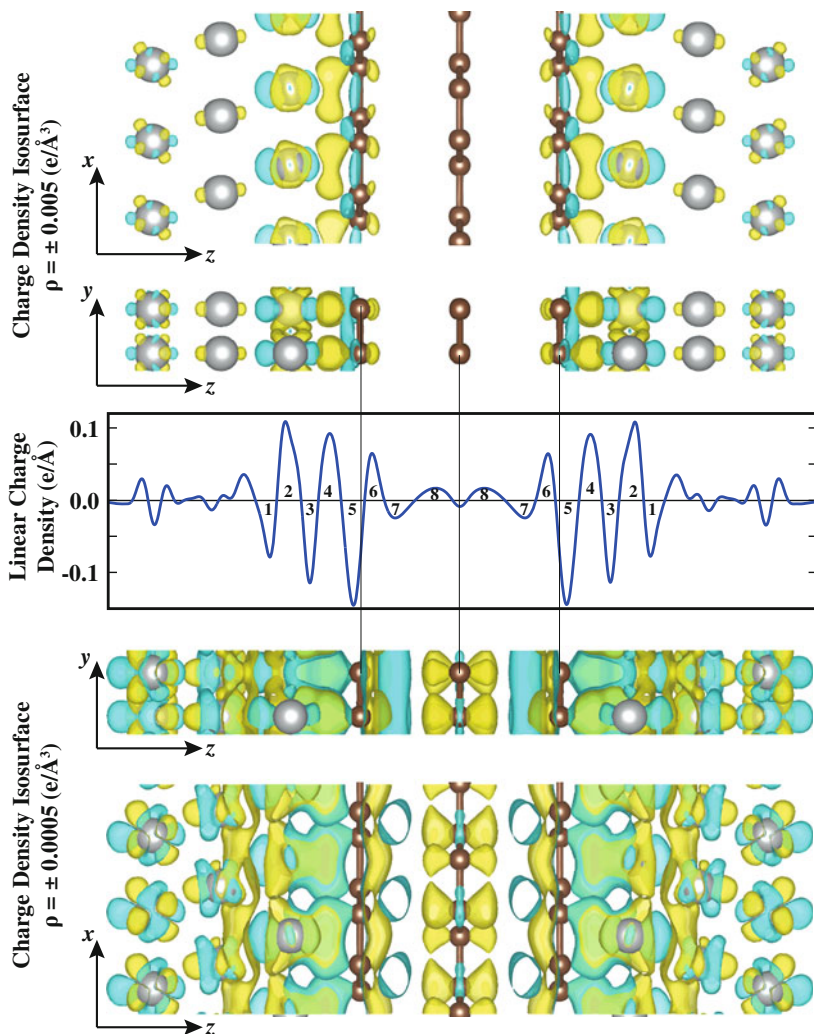 Charge Density Isosurface
ρ = ± 0.005 (e/Å³)
x
z
y
z
Linear Charge
Density (e/Å)
0.1
0.0
-0.1
1
2
3
4
5
6
7
8
8
7
6
5
4
3
2
1
y
z
Charge Density Isosurface
ρ = ± 0.0005 (e/Å³)
x
z